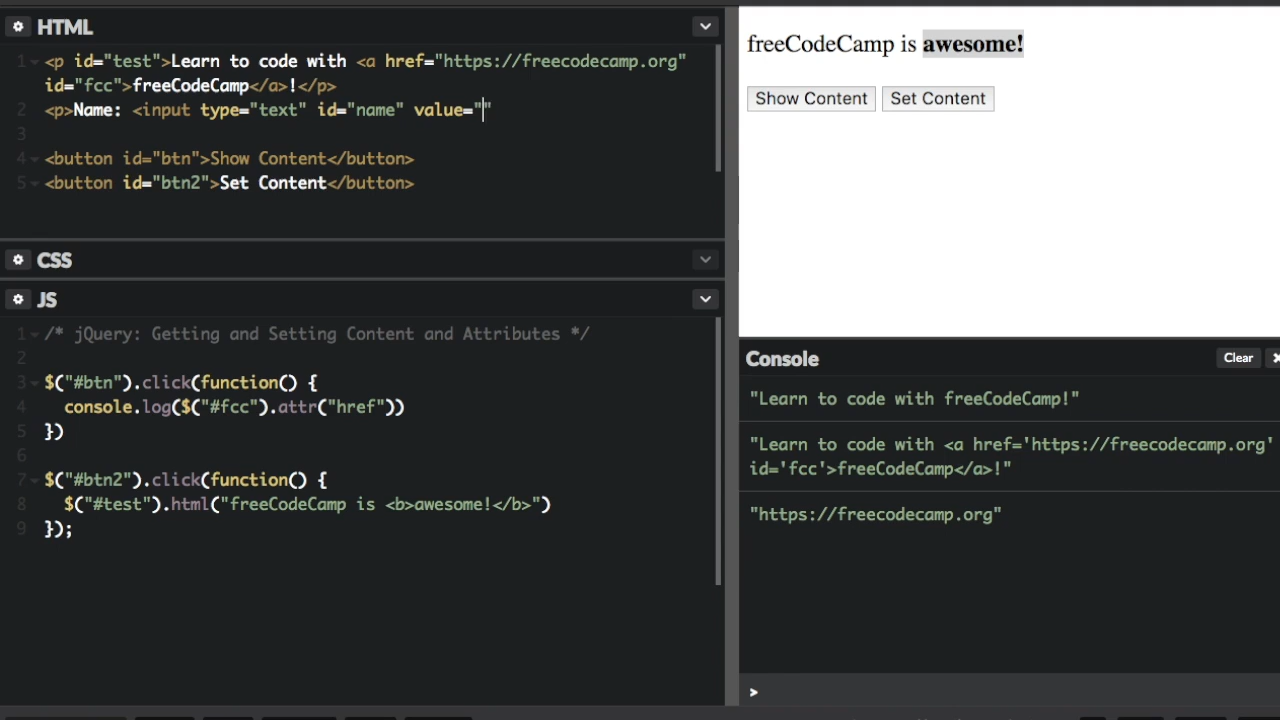 HTML
1 <p id="test">Learn to code with <a href="https://freecodecamp.org"
id="fcc">freeCodeCamp</a>!</p>
2 <p>Name: <input type="text" id="name" value=""
3
4 <button id="btn">Show Content</button>
5 <button id="btn2">Set Content</button>
CSS
JS
1 /* jQuery: Getting and Setting Content and Attributes */
2
3 $("#btn").click(function() {
4 console.log($("#fcc").attr("href"))
5 })
6
7 $("#btn2").click(function() {
8 $("#test").html("freeCodeCamp is <b>awesome!</b>")
9 });
freeCodeCamp is awesome!
Show Content Set Content
Console
Clear
"Learn to code with freeCodeCamp!"
"Learn to code with <a href='https://freecodecamp.org'
id='fcc'>freeCodeCamp</a>!"
"https://freecodecamp.org"
>